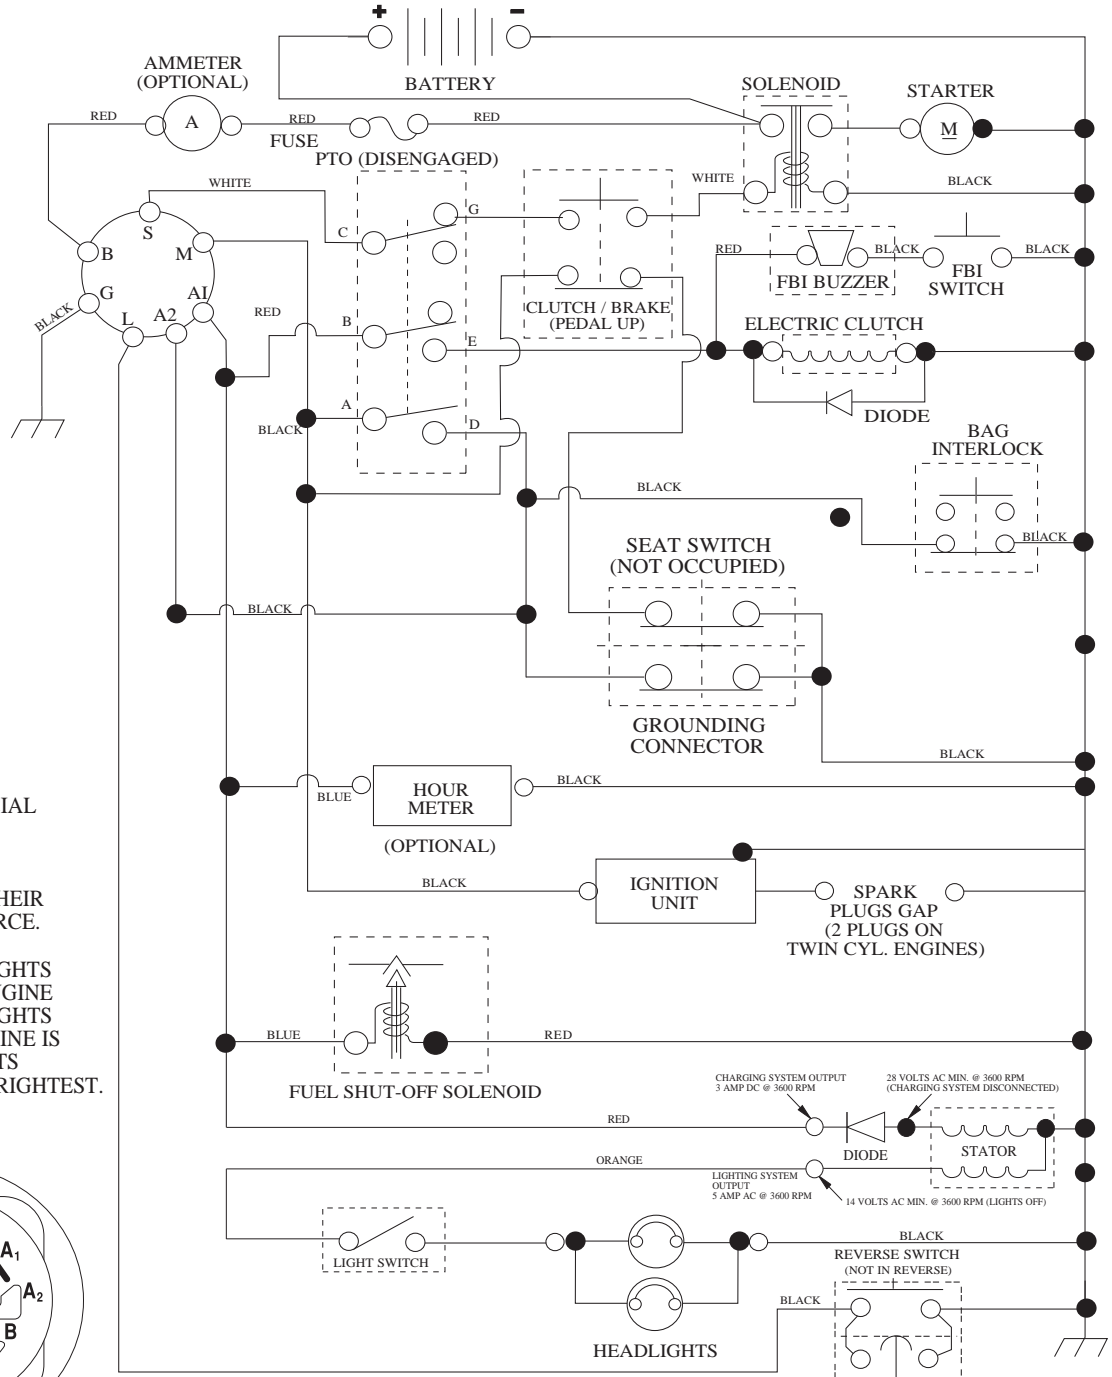 +
–
BATTERY
AMMETER
(OPTIONAL)
A
RED
RED
FUSE
RED
SOLENOID
STARTER
M
PTO (DISENGAGED)
WHITE
WHITE
BLACK
S
M
B
G
L
A2
A1
BLACK
RED
C
G
B
E
A
D
BLACK
CLUTCH / BRAKE
(PEDAL UP)
RED
FBI BUZZER
BLACK
FBI
SWITCH
BLACK
ELECTRIC CLUTCH
DIODE
BAG
INTERLOCK
BLACK
BLACK
SEAT SWITCH
(NOT OCCUPIED)
BLACK
GROUNDING
CONNECTOR
BLACK
BLUE
HOUR
METER
BLACK
(OPTIONAL)
BLACK
IGNITION
UNIT
SPARK
PLUGS GAP
(2 PLUGS ON
TWIN CYL. ENGINES)
IAL
HEIR
RCE.
GHTS
NGINE
GHTS
INE IS
TS
RIGHTEST.
BLUE
RED
FUEL SHUT-OFF SOLENOID
CHARGING SYSTEM OUTPUT
3 AMP DC @ 3600 RPM
28 VOLTS AC MIN. @ 3600 RPM
(CHARGING SYSTEM DISCONNECTED)
RED
DIODE
STATOR
ORANGE
LIGHTING SYSTEM
OUTPUT
5 AMP AC @ 3600 RPM
14 VOLTS AC MIN. @ 3600 RPM (LIGHTS OFF)
LIGHT SWITCH
BLACK
REVERSE SWITCH
(NOT IN REVERSE)
BLACK
HEADLIGHTS
A1
A2
B